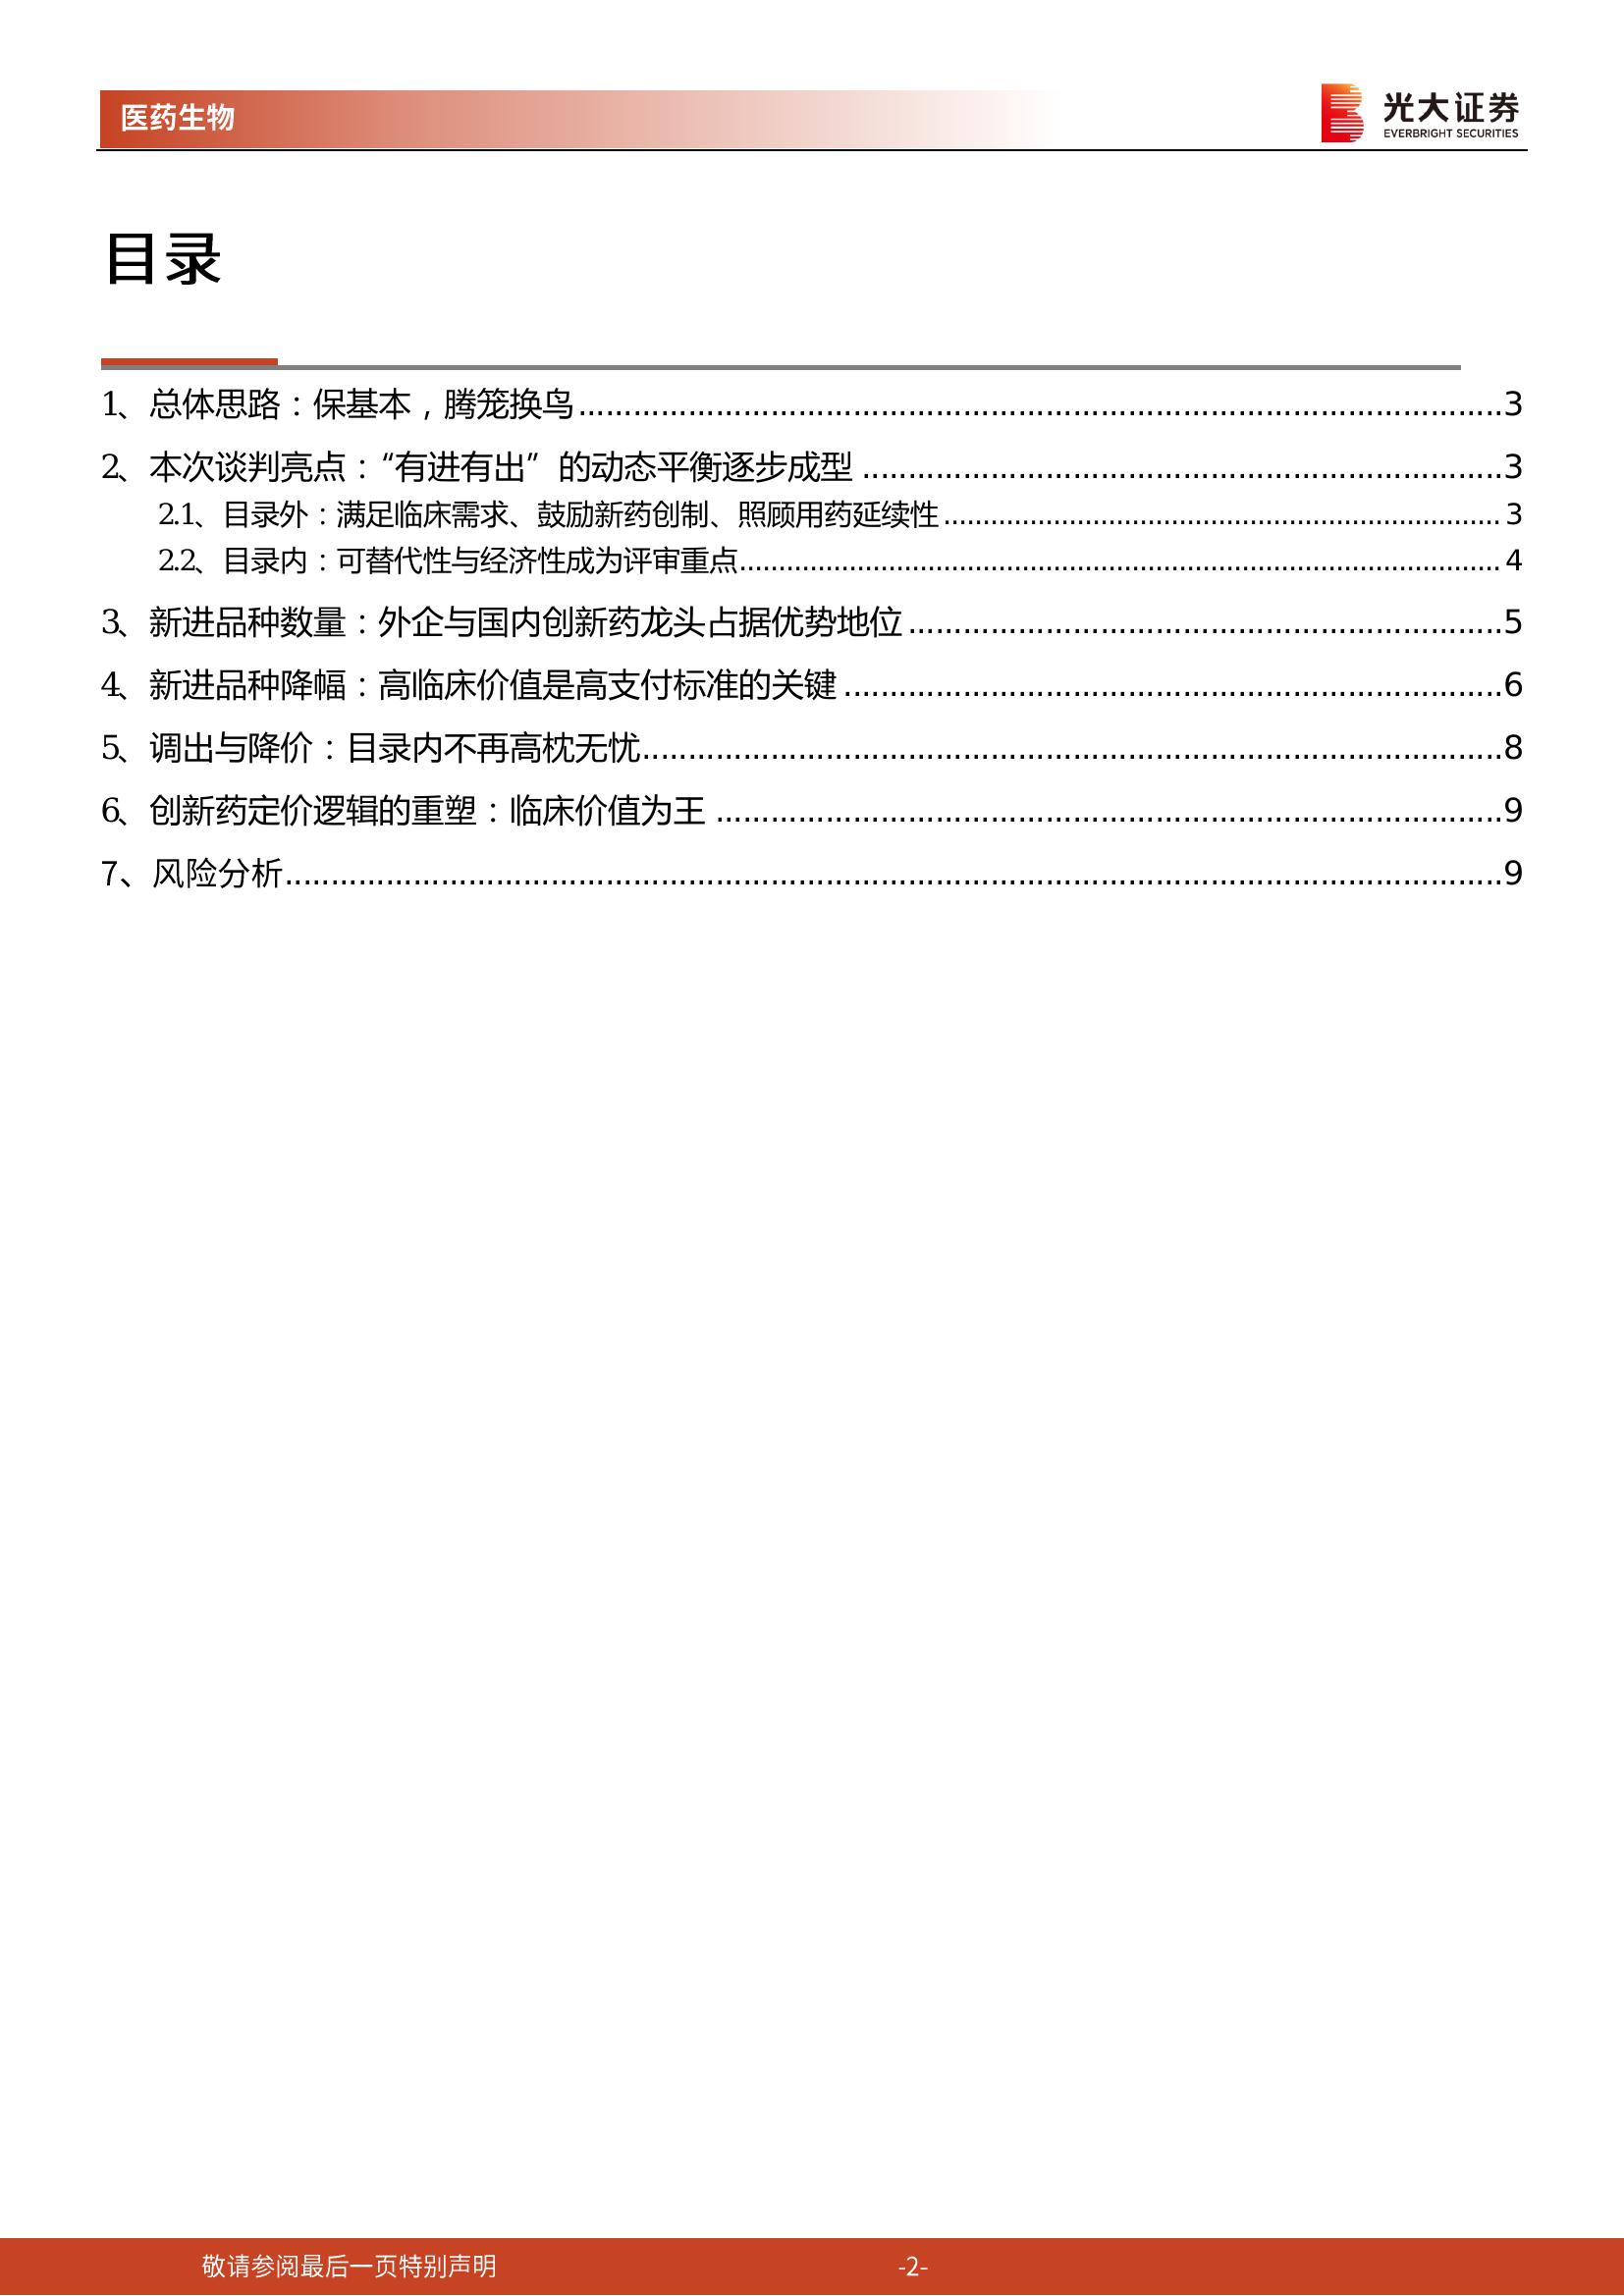 医药生物
光大证券
EVERBRIGHT SECURITIES
目录
1、总体思路：保基本，腾笼换鸟........................3
2、本次谈判亮点：“有进有出”的动态平衡逐步成型........................3
2.1、目录外：满足临床需求、鼓励新药创制、照顾用药延续性........................3
2.2、目录内：可替代性与经济性成为评审重点........................4
3、新进品种数量：外企与国内创新药龙头占据优势地位........................5
4、新进品种降幅：高临床价值是高支付标准的关键........................6
5、调出与降价：目录内不再高枕无忧........................8
6、创新药定价逻辑的重塑：临床价值为王........................9
7、风险分析........................9
敬请参阅最后一页特别声明 -2-